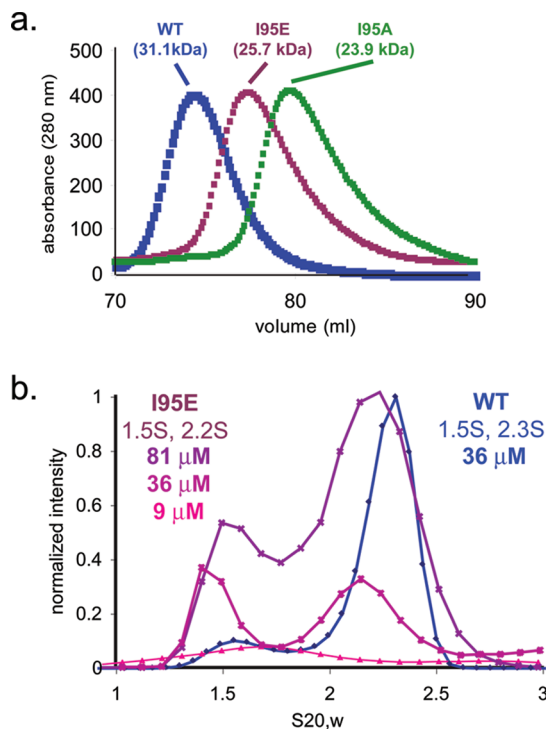 a.
WT
(31.1kDa)
I95E
(25.7 kDa)
I95A
(23.9 kDa)
absorbance (280 nm)
500
400
300
200
100
0
70
80
90
volume (ml)
b.
I95E
1.5S, 2.2S
81 μM
36 μM
9 μM
WT
1.5S, 2.3S
36 μM
normalized intensity
1
0.8
0.6
0.4
0.2
0
1
1.5
2
2.5
3
S20,w